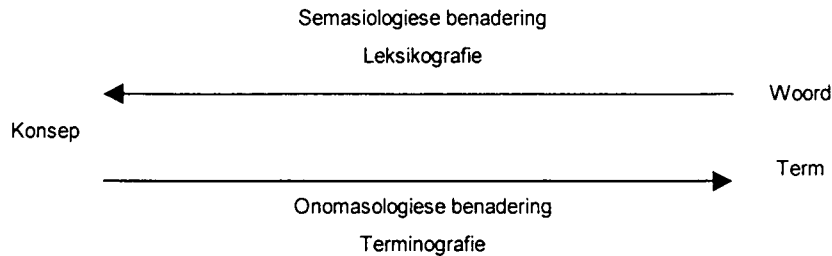 Semasiologiese benadering
Leksikografie
Woord
Konsep
Term
Onomasologiese benadering
Terminografie